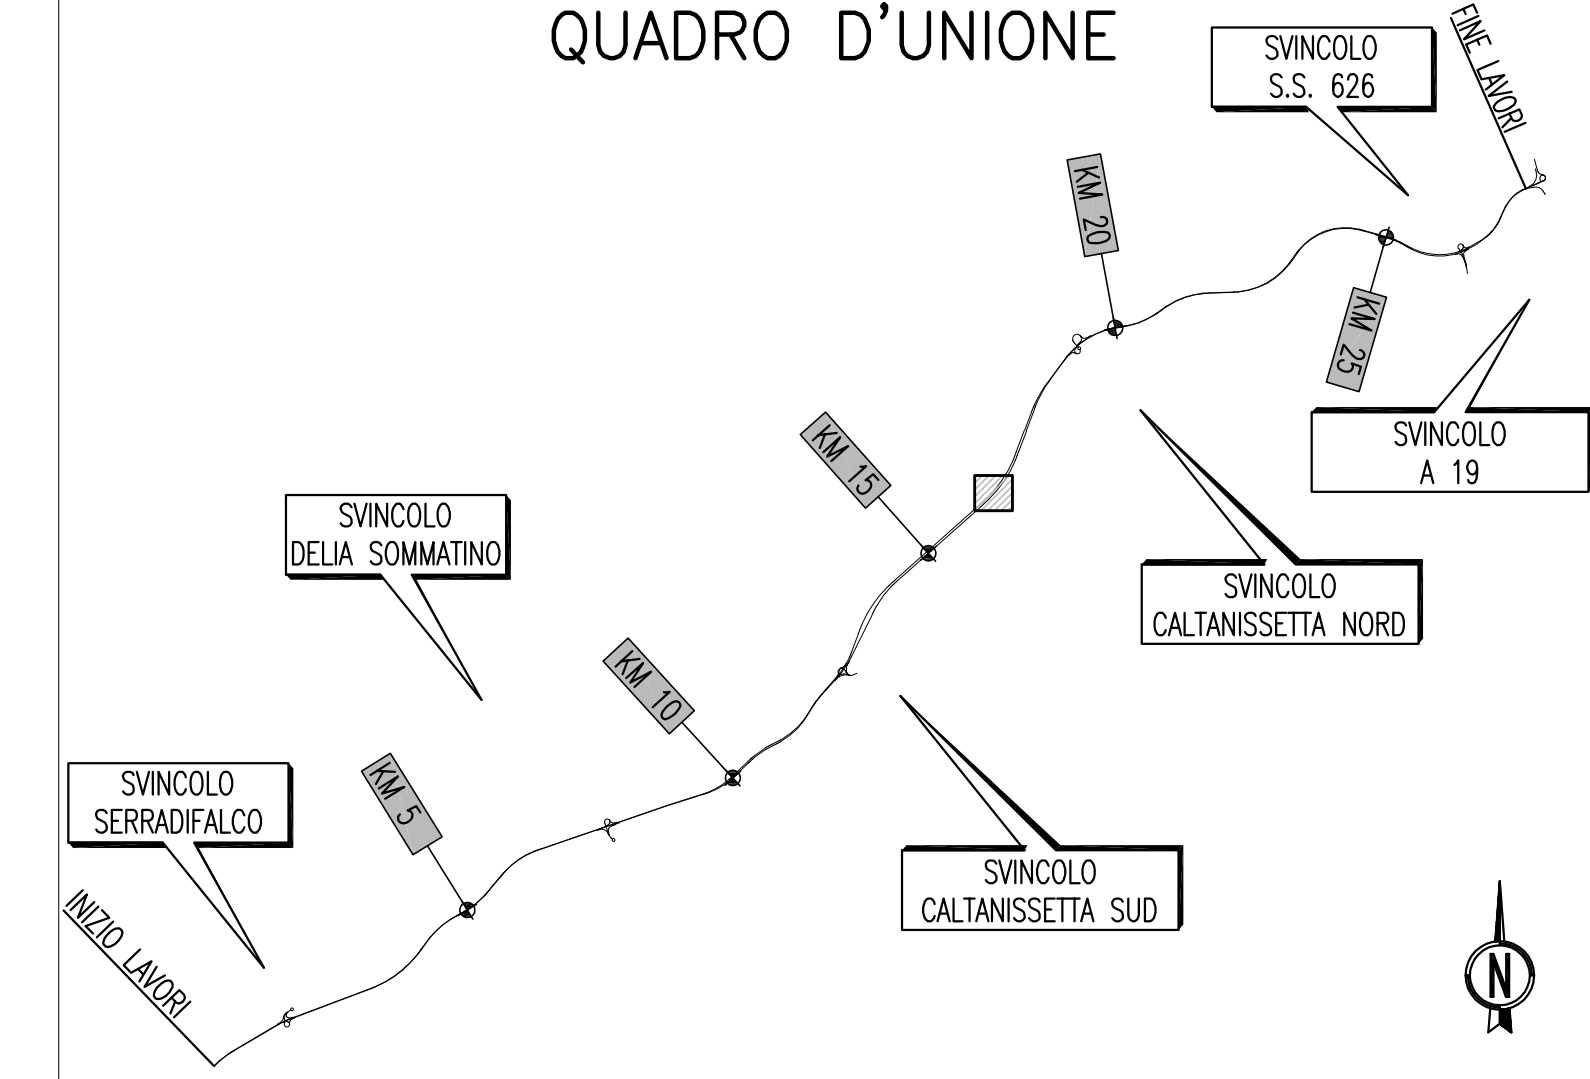 QUADRO D'UNIONE
SVINCOLO
S.S. 626
FINE LAVORI
KM 20
KM 25
SVINCOLO
A 19
KM 15
SVINCOLO
DELIA SOMMATINO
SVINCOLO
CALTANISSETTA NORD
KM 10
KM 5
SVINCOLO
SERRADIFALCO
SVINCOLO
CALTANISSETTA SUD
INIZIO LAVORI
N